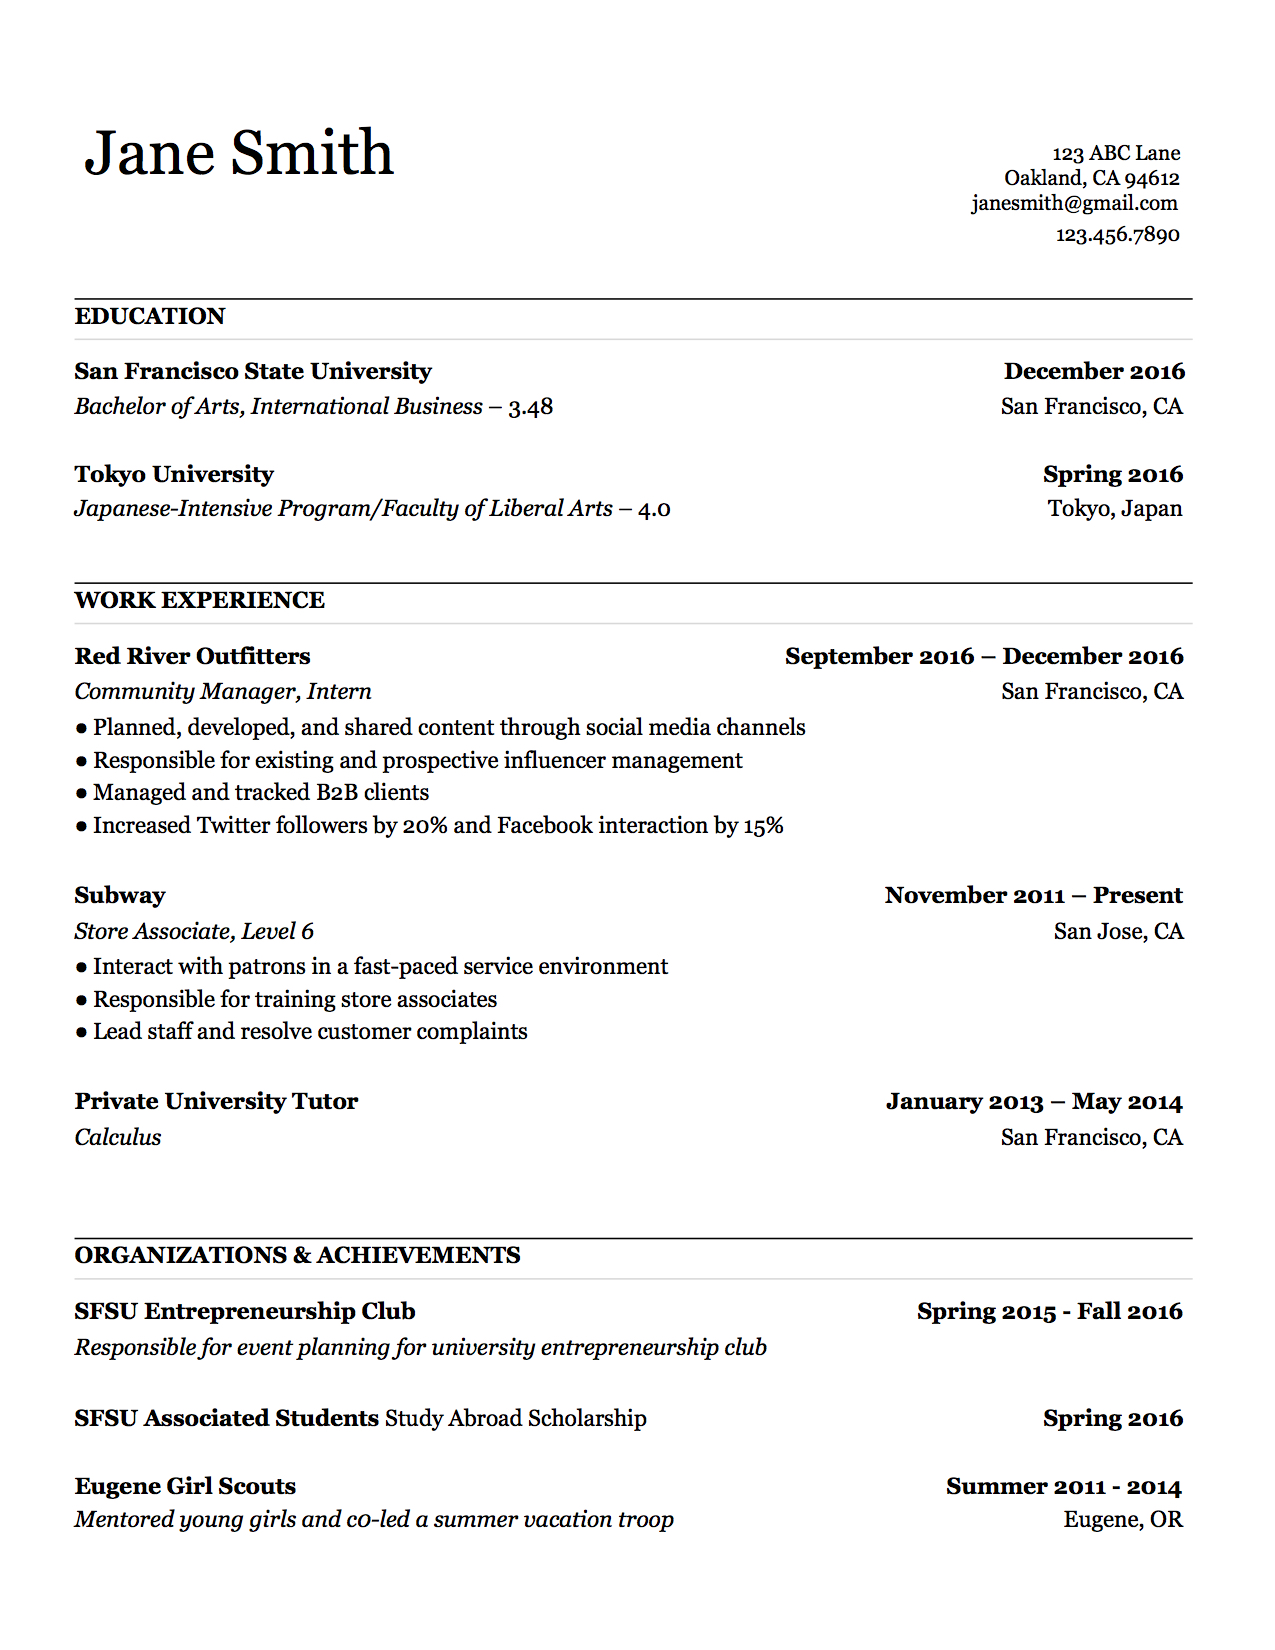 Jane Smith
123 ABC Lane
Oakland, CA 94612
janesmith@gmail.com
123.456.7890
EDUCATION
San Francisco State University December 2016
Bachelor of Arts, International Business – 3.48 San Francisco, CA
Tokyo University Spring 2016
Japanese-Intensive Program/Faculty of Liberal Arts – 4.0 Tokyo, Japan
WORK EXPERIENCE
Red River Outfitters September 2016 – December 2016
Community Manager, Intern San Francisco, CA
● Planned, developed, and shared content through social media channels
● Responsible for existing and prospective influencer management
● Managed and tracked B2B clients
● Increased Twitter followers by 20% and Facebook interaction by 15%
Subway November 2011 – Present
Store Associate, Level 6 San Jose, CA
● Interact with patrons in a fast-paced service environment
● Responsible for training store associates
● Lead staff and resolve customer complaints
Private University Tutor January 2013 – May 2014
Calculus San Francisco, CA
ORGANIZATIONS & ACHIEVEMENTS
SFSU Entrepreneurship Club Spring 2015 - Fall 2016
Responsible for event planning for university entrepreneurship club
SFSU Associated Students Study Abroad Scholarship Spring 2016
Eugene Girl Scouts Summer 2011 - 2014
Mentored young girls and co-led a summer vacation troop Eugene, OR